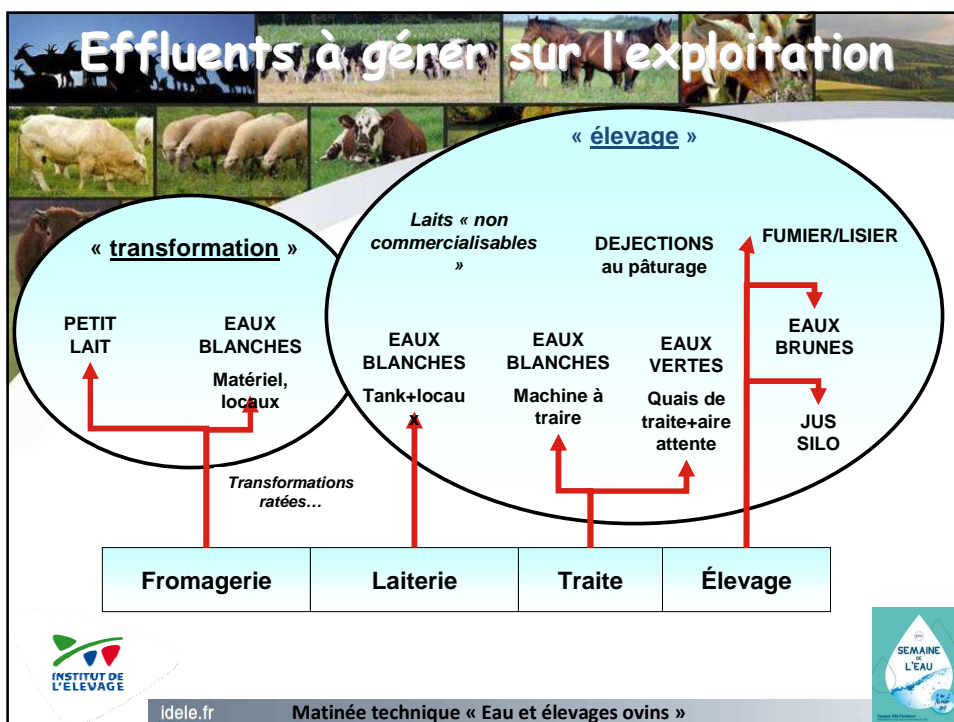 Effluents à gérer sur l'exploitation
« élevage »
Laits « non
commercialisables
»
DEJECTIONS
au pâturage
FUMIER/LISIER
« transformation »
PETIT
LAIT
EAUX
BLANCHES
Matériel,
locaux
EAUX
BLANCHES
Tank+locau
x
EAUX
BLANCHES
Machine à
traire
EAUX
VERTES
Quais de
traite+aire
attente
EAUX
BRUNES
JUS
SILO
Transformations
ratées…
Fromagerie
Laiterie
Traite
Élevage
INSTITUT DE
L'ELEVAGE
SEMAINE
DE
L'EAU
idele.fr
Matinée technique « Eau et élevages ovins »